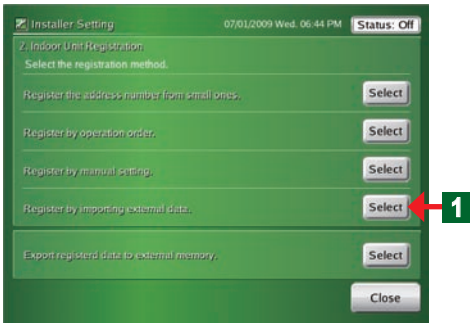 Installer Setting 07/01/2009 Wed. 06:44 PM Status: Off
2. Indoor Unit Registration
Select the registration method.
Register the address number from small ones. Select
Register by operation order. Select
Register by manual setting. Select
Register by importing external data. Select 1
Export registerd data to external memory. Select
Close